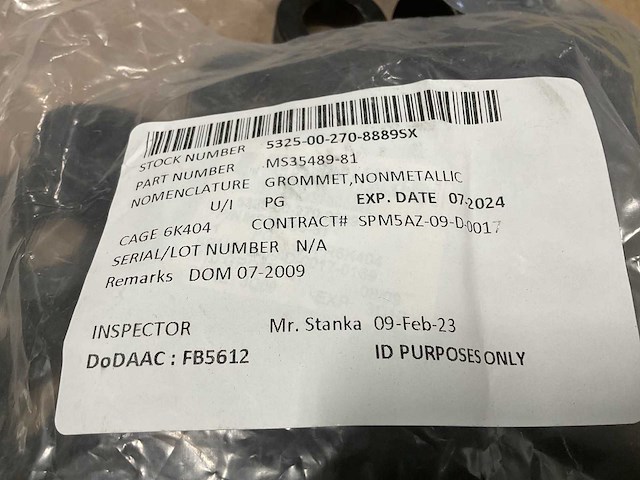 STOCK NUMBER 5325-00-270-8889SX
PART NUMBER MS35489-81
NOMENCLATURE GROMMET,NONMETALLIC
U/I PG EXP. DATE 07-2024
CAGE 6K404 CONTRACT# SPM5AZ-09-D-0017
SERIAL/LOT NUMBER N/A
Remarks DOM 07-2009
INSPECTOR Mr. Stanka 09-Feb-23
DoDAAC : FB5612 ID PURPOSES ONLY